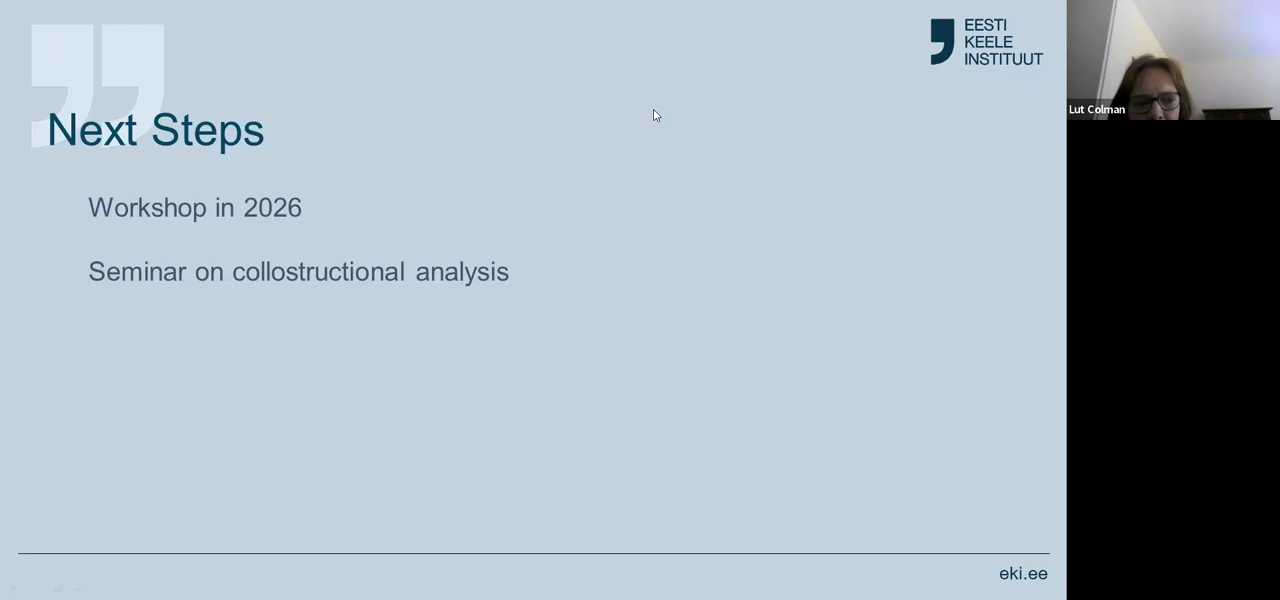 EESTI
KEELE
INSTITUUT
Next Steps
Workshop in 2026
Seminar on collostructional analysis
eki.ee
Lut Colman